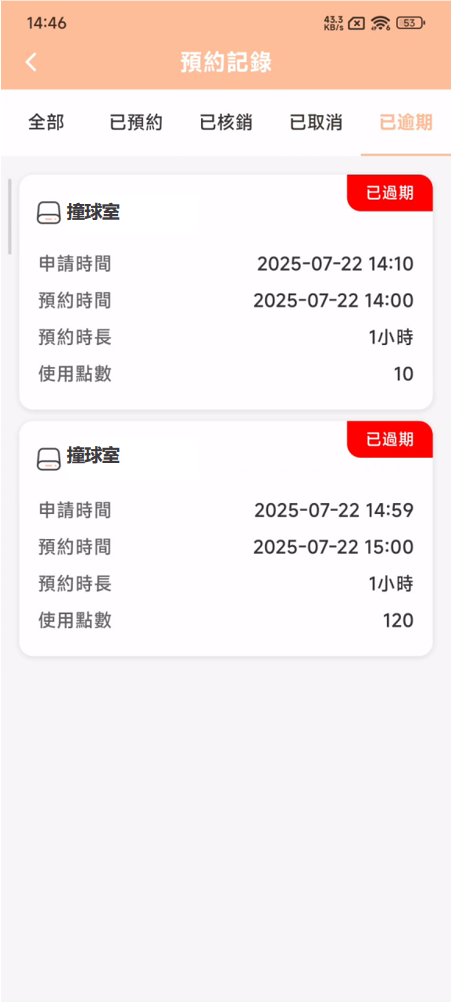 14:46 43.3 KB/s 53
預約記錄
全部 已預約 已核銷 已取消 已逾期
已過期
撞球室
申請時間 2025-07-22 14:10
預約時間 2025-07-22 14:00
預約時長 1小時
使用點數 10
已過期
撞球室
申請時間 2025-07-22 14:59
預約時間 2025-07-22 15:00
預約時長 1小時
使用點數 120